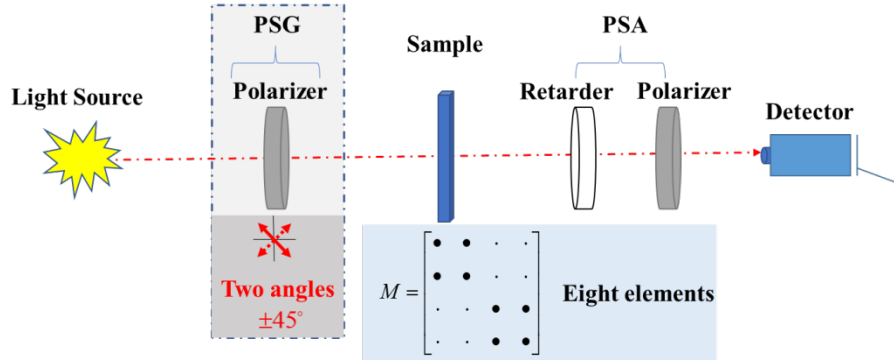 PSG
Sample
PSA
Light Source
Polarizer
Retarder
Polarizer
Detector
Two angles
±45°
M =
Eight elements